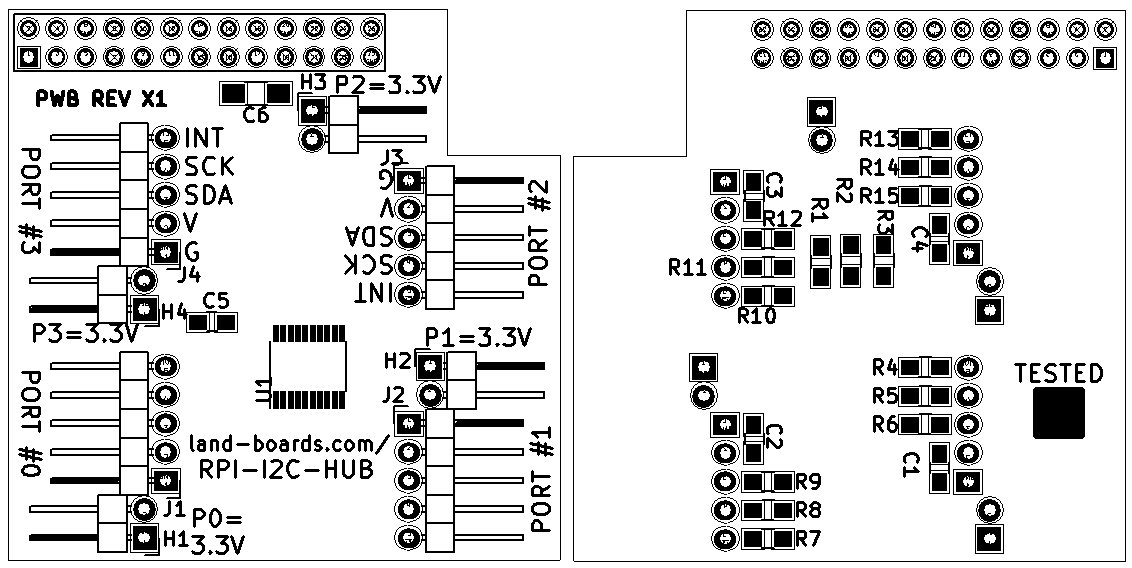 H3
P2=3.3V
PWB REV X1
C6
INT
SCK
SDA
V
G
PORT #3
J4
H4
C5
P3=3.3V
J3
G
V
SDA
SCK
INT
PORT #2
P1=3.3V
H2
J2
U1
PORT #0
land-boards.com/
RPI-I2C-HUB
PORT #1
J1
H1
P0=
3.3V
R13
R14
R15
C3
R12
R11
R10
R1
R2
R3
C4
R4
R5
R6
TESTED
C2
C1
R9
R8
R7